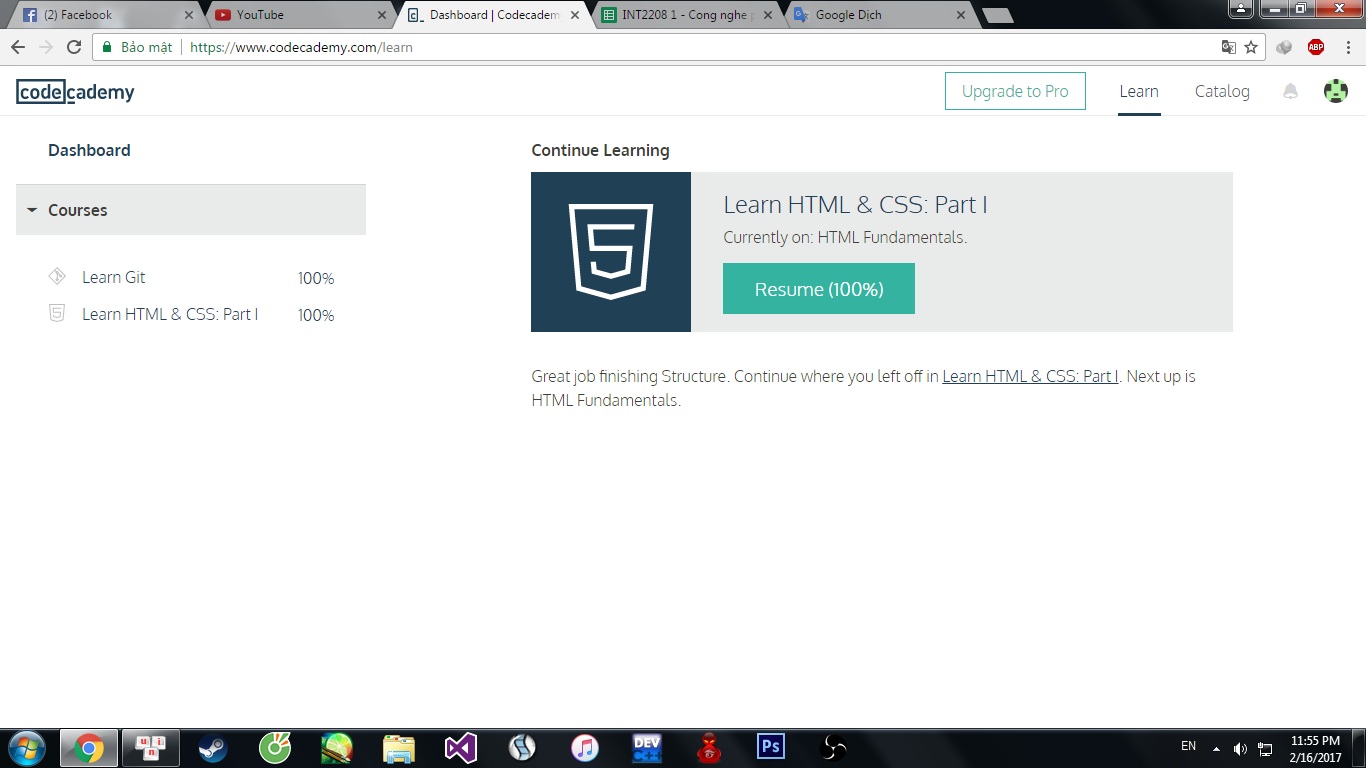 (2) Facebook
YouTube
Dashboard | Codecadem
INT2208 1 - Cong nghe p
Google Dịch
Bảo mật
https://www.codecademy.com/learn
ABP
codecademy
Upgrade to Pro
Learn
Catalog
Dashboard
Courses
Learn Git 100%
Learn HTML & CSS: Part I 100%
Continue Learning
Learn HTML & CSS: Part I
Currently on: HTML Fundamentals.
Resume (100%)
Great job finishing Structure. Continue where you left off in Learn HTML & CSS: Part I. Next up is
HTML Fundamentals.
u n i
DEV
C++
Ps
EN
11:55 PM
2/16/2017